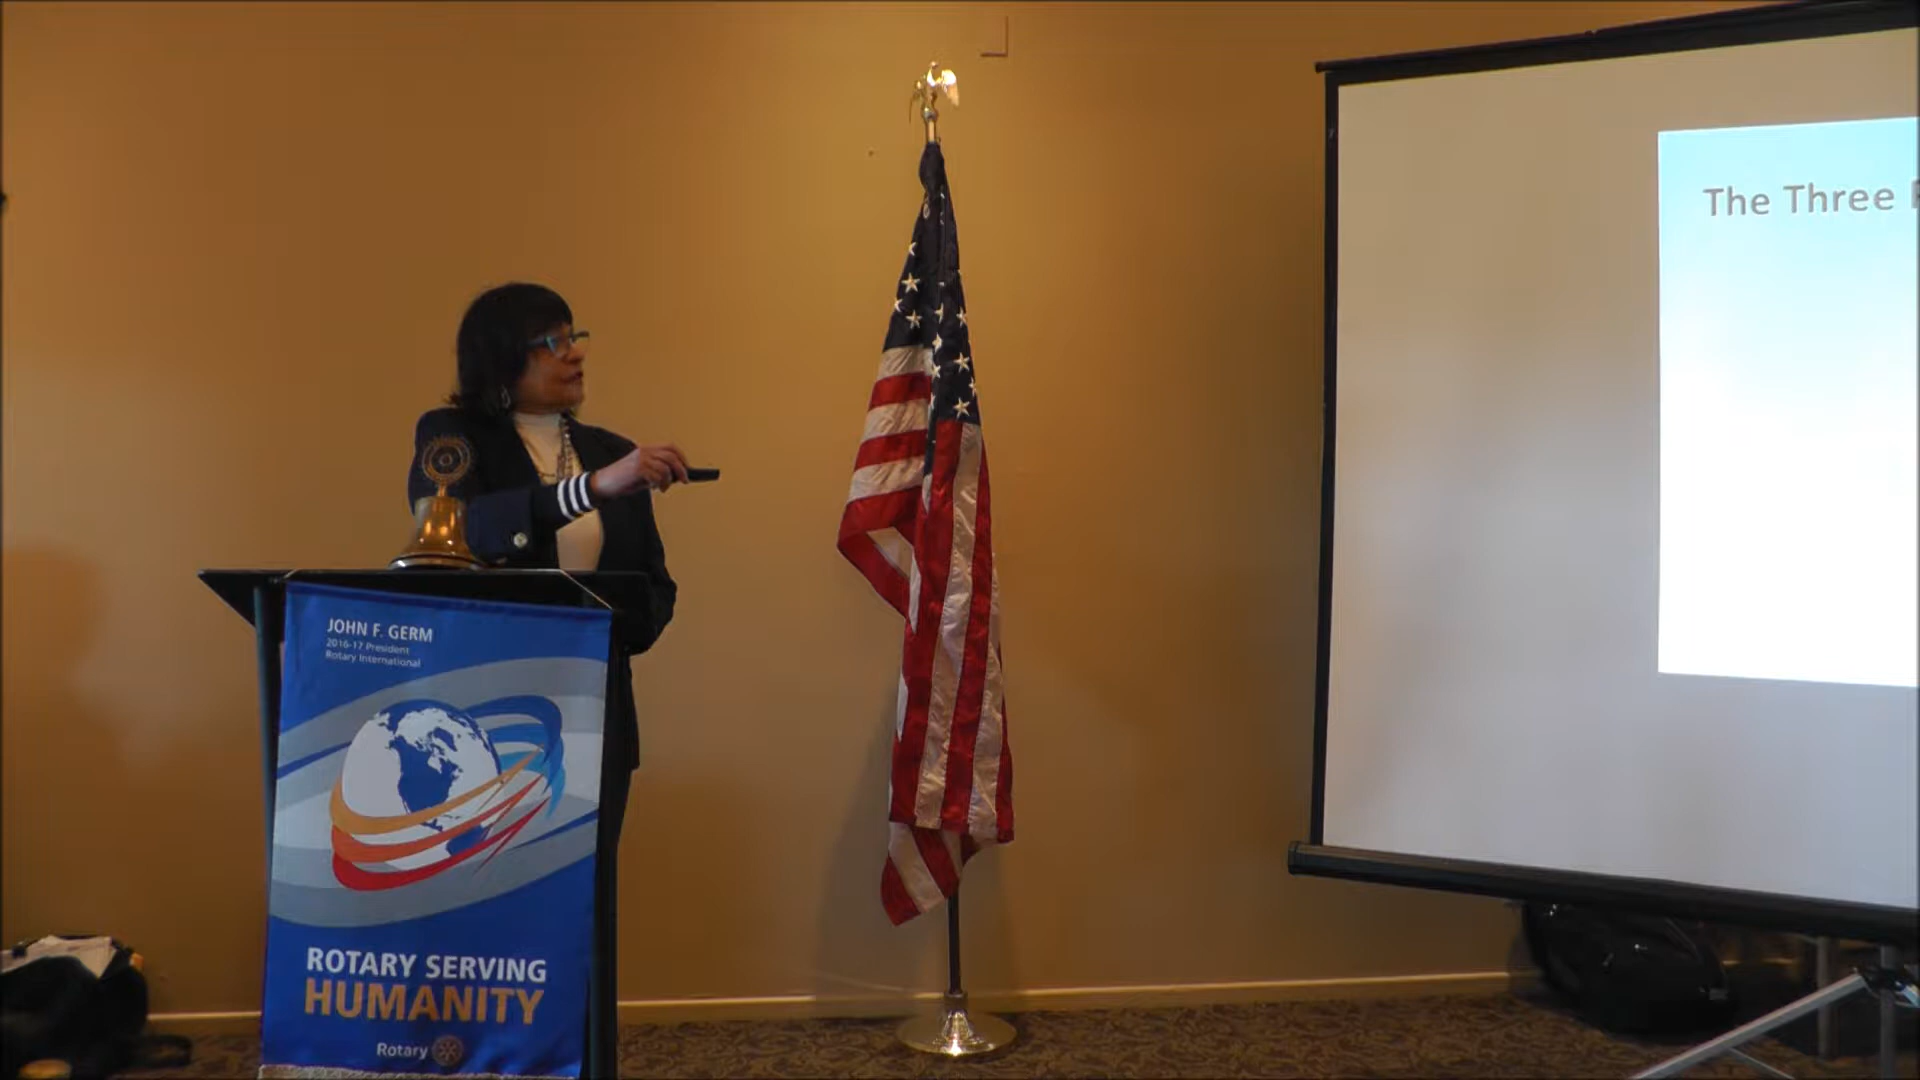 The Three
JOHN F. GERM
2016-17 President
Rotary International
ROTARY SERVING
HUMANITY
Rotary